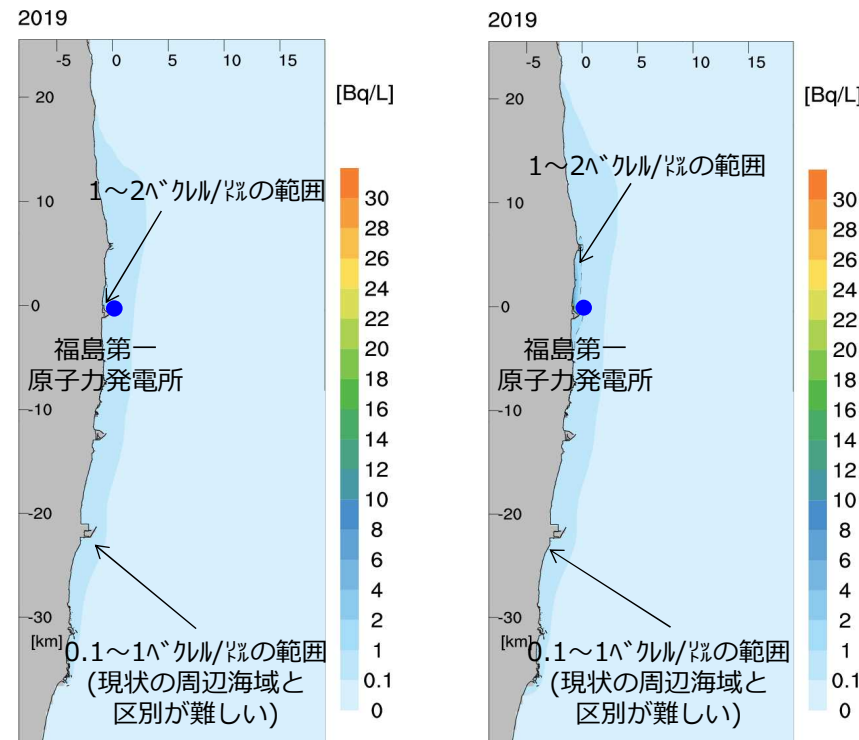 2019
-5 0 5 10 15
20
10
0
-10
-20
-30
[km]
[Bq/L]
30
28
26
24
22
20
18
16
14
12
10
8
6
4
2
1
0.1
0
1～2ﾍﾞｸﾚﾙ/㍑の範囲
福島第一
原子力発電所
0.1～1ﾍﾞｸﾚﾙ/㍑の範囲
(現状の周辺海域と
区別が難しい)
2019
-5 0 5 10 15
20
10
0
-10
-20
-30
[km]
[Bq/L]
30
28
26
24
22
20
18
16
14
12
10
8
6
4
2
1
0.1
0
1～2ﾍﾞｸﾚﾙ/㍑の範囲
福島第一
原子力発電所
0.1～1ﾍﾞｸﾚﾙ/㍑の範囲
(現状の周辺海域と
区別が難しい)